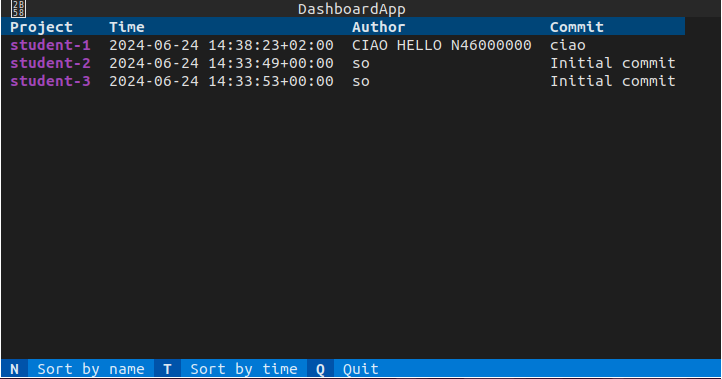 DashboardApp
Project Time Author Commit
student-1 2024-06-24 14:38:23+02:00 CIAO HELLO N46000000 ciao
student-2 2024-06-24 14:33:49+00:00 so Initial commit
student-3 2024-06-24 14:33:53+00:00 so Initial commit
N Sort by name T Sort by time Q Quit